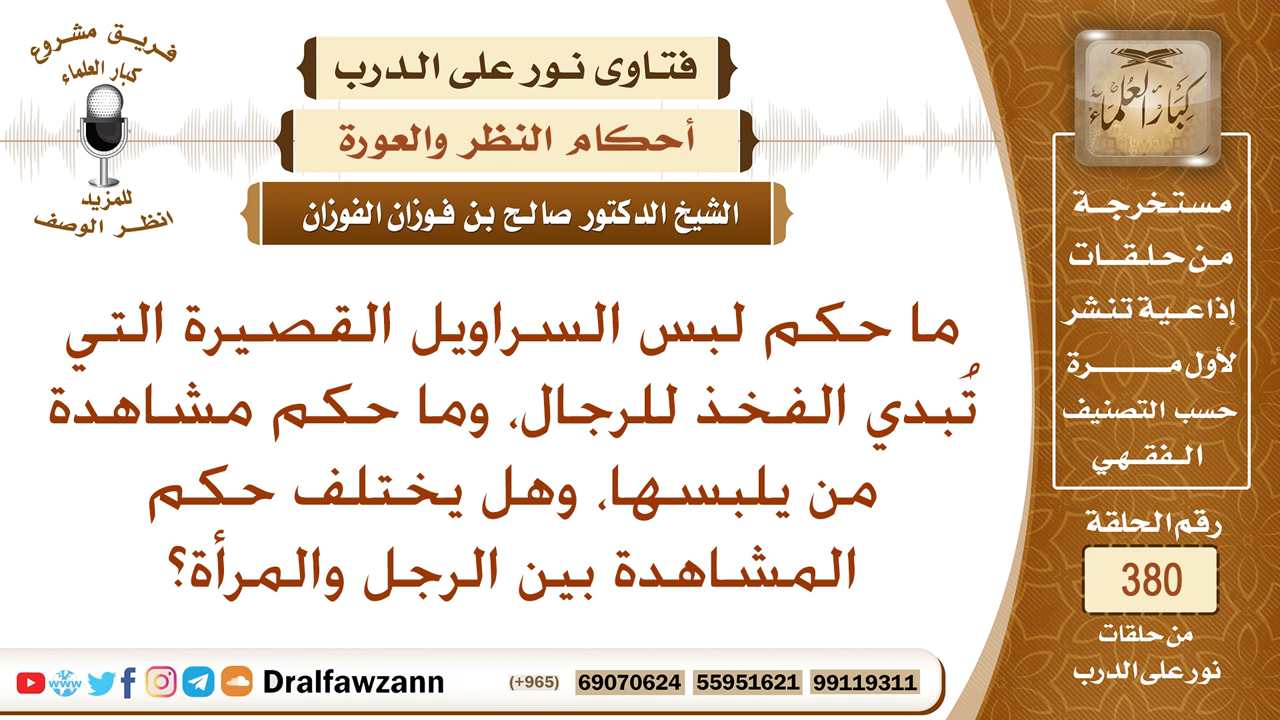 فريق مشروع
كبار العلماء
للمزيد
انظر الوصف
فتاوى نور على الدرب
أحكام النظر والعورة
الشيخ الدكتور صالح بن فوزان الفوزان
ما حكم لبس السراويل القصيرة التي
تُبدي الفخذ للرجال، وما حكم مشاهدة
من يلبسها، وهل يختلف حكم
المشاهدة بين الرجل والمرأة؟
كبار العلماء
مستخرجة
من حلقات
إذاعية تنشر
لأول مرة
حسب التصنيف
الفقهي
رقم الحلقة
380
من حلقات
نور على الدرب
www Dralfawzann (+965) 69070624 55951621 99119311